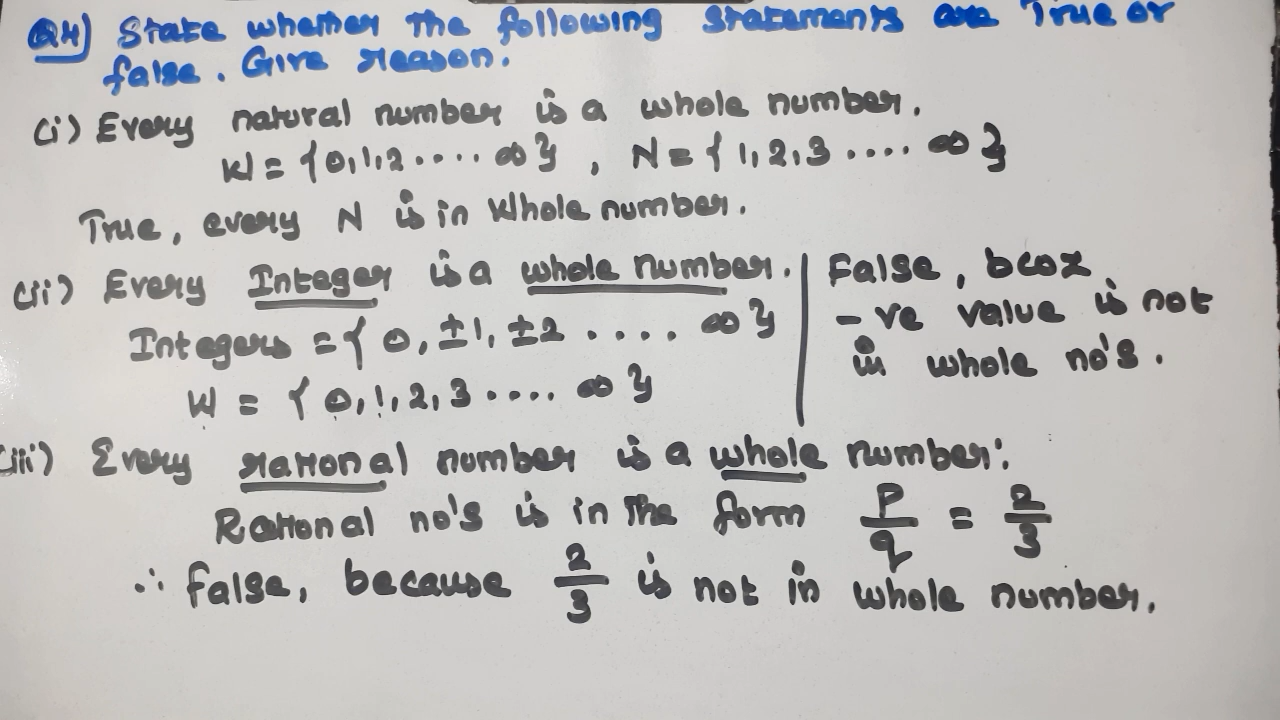 Q4) State whether the following statements are True or
false. Give reason.
(i) Every natural number is a whole number.
W = {0,1,2 .... ∞} , N = {1,2,3 .... ∞}
True, every N is in Whole number.
(ii) Every Integer is a whole number.
Integers = {0, ±1, ±2 .... ∞}
W = {0,1,2,3 .... ∞}
False, bcoz
-ve value is not
in whole no's.
(iii) Every rational number is a whole number.
Rational no's is in the form p/q = 2/3
∴ false, because 2/3 is not in whole number.